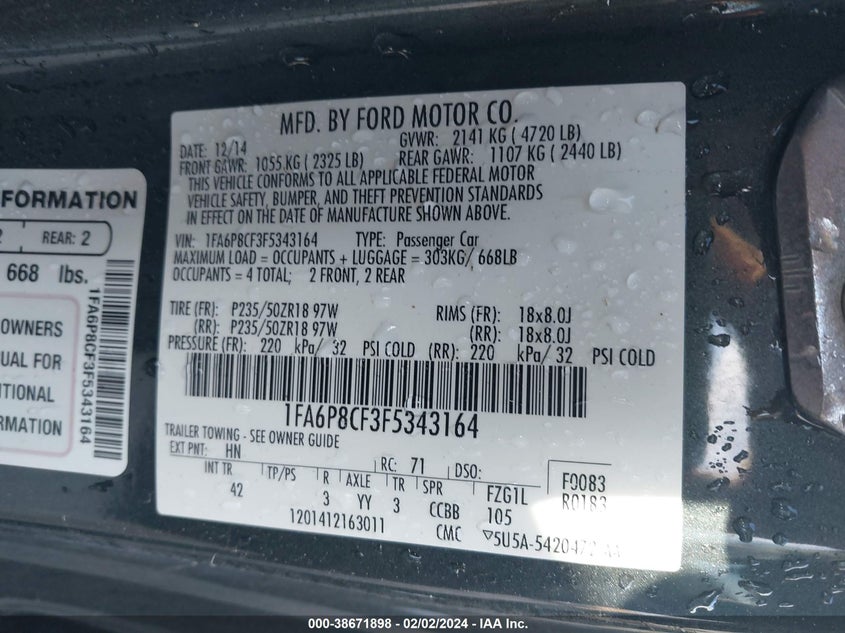 MFD. BY FORD MOTOR CO.
DATE: 12/14 GVWR: 2141 KG ( 4720 LB)
FRONT GAWR: 1055 KG ( 2325 LB) REAR GAWR: 1107 KG ( 2440 LB)
THIS VEHICLE CONFORMS TO ALL APPLICABLE FEDERAL MOTOR
VEHICLE SAFETY, BUMPER, AND THEFT PREVENTION STANDARDS
IN EFFECT ON THE DATE OF MANUFACTURE SHOWN ABOVE.
VIN: 1FA6P8CF3F5343164 TYPE: Passenger Car
MAXIMUM LOAD = OCCUPANTS + LUGGAGE = 303KG/ 668LB
OCCUPANTS = 4 TOTAL; 2 FRONT, 2 REAR
TIRE (FR): P235/50ZR18 97W RIMS (FR): 18x8.0J
(RR): P235/50ZR18 97W (RR): 18x8.0J
PRESSURE (FR): 220 kPa/ 32 PSI COLD (RR): 220 kPa/ 32 PSI COLD
1FA6P8CF3F5343164
TRAILER TOWING - SEE OWNER GUIDE
EXT PNT: HN RC: 71 DSO: F0083
INT TR TP/PS R AXLE TR SPR FZG1L R0183
42 3 YY 3 CCBB 105
1201412163011 CMC ▽5U5A-5420472-AA
FORMATION
2 REAR: 2
668 lbs.
OWNERS
UAL FOR
ITIONAL
RMATION
1FA6P8CF3F5343164
000-38671898 - 02/02/2024 - IAA Inc.